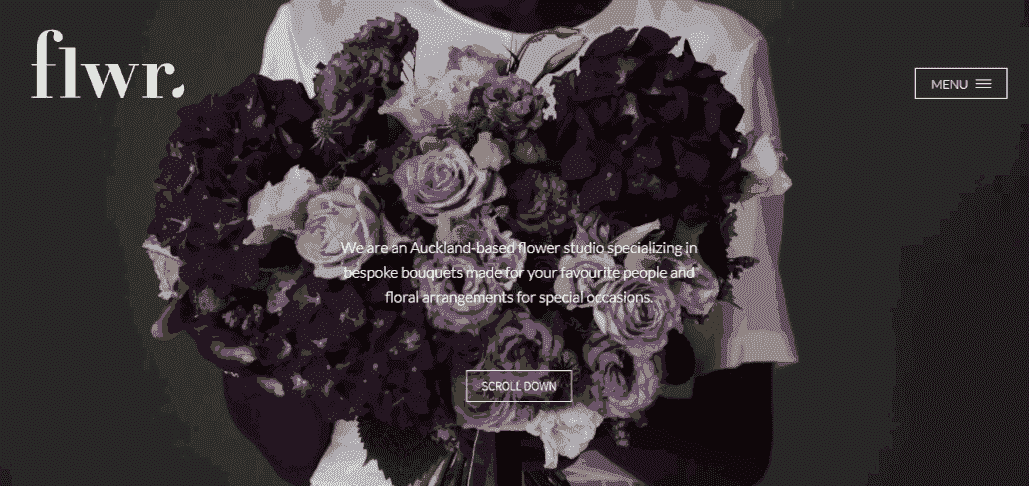 flwr.
MENU
We are an Auckland-based flower studio specializing in
bespoke bouquets made for your favourite people and
floral arrangements for special occasions.
SCROLL DOWN